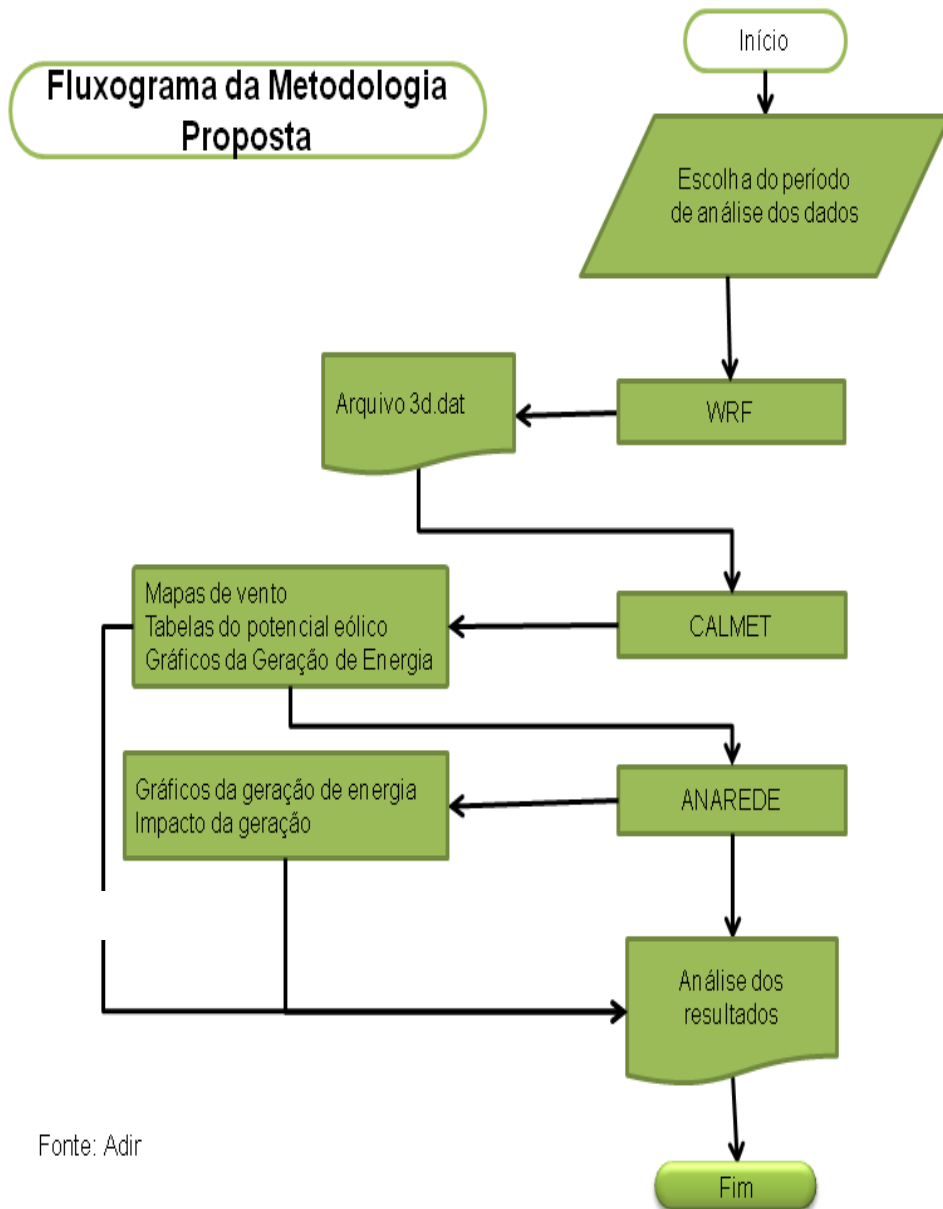 Fluxograma da Metodologia
Proposta
Início
Escolha do período
de análise dos dados
Arquivo 3d.dat
WRF
Mapas de vento
Tabelas do potencial eólico
Gráficos da Geração de Energia
CALMET
Gráficos da geração de energia
Impacto da geração
ANAREDE
Análise dos
resultados
Fonte: Adir
Fim